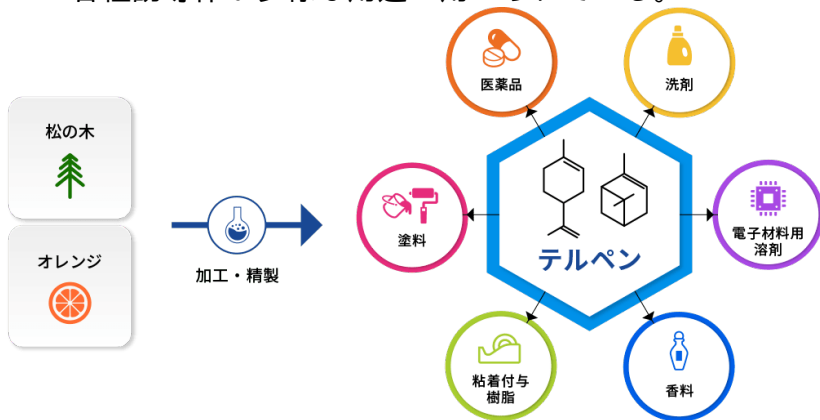 松の木
オレンジ
加工・精製
医薬品
洗剤
塗料
テルペン
電子材料用
溶剤
粘着付与
樹脂
香料